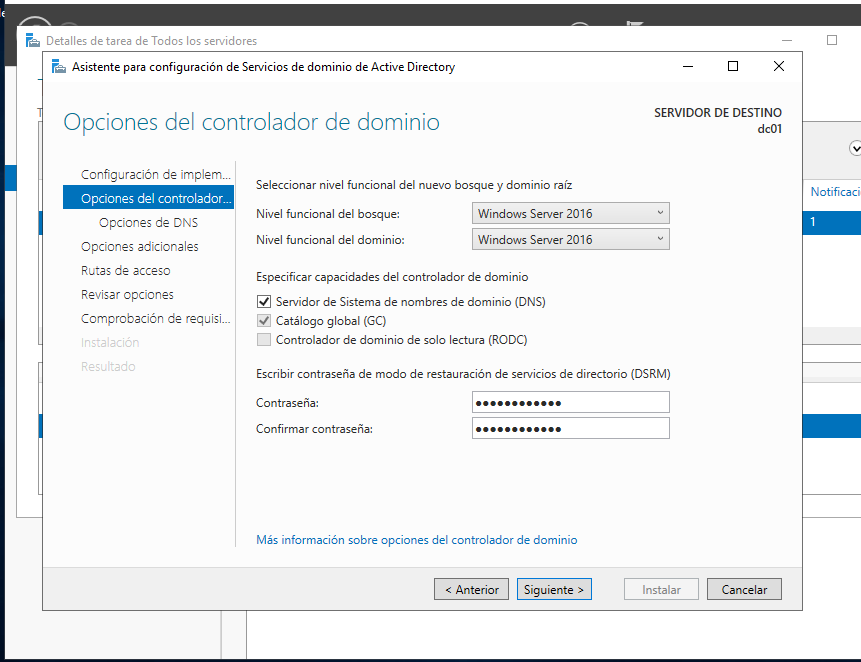 Detalles de tarea de Todos los servidores
Asistente para configuración de Servicios de dominio de Active Directory
Opciones del controlador de dominio
SERVIDOR DE DESTINO
dc01
Configuración de implem...
Opciones del controlador...
Opciones de DNS
Opciones adicionales
Rutas de acceso
Revisar opciones
Comprobación de requisi...
Instalación
Resultado
Seleccionar nivel funcional del nuevo bosque y dominio raíz
Nivel funcional del bosque: Windows Server 2016
Nivel funcional del dominio: Windows Server 2016
Especificar capacidades del controlador de dominio
Servidor de Sistema de nombres de dominio (DNS)
Catálogo global (GC)
Controlador de dominio de solo lectura (RODC)
Escribir contraseña de modo de restauración de servicios de directorio (DSRM)
Contraseña: ●●●●●●●●●●●●
Confirmar contraseña: ●●●●●●●●●●●●
Más información sobre opciones del controlador de dominio
< Anterior Siguiente > Instalar Cancelar
Notificaci
1